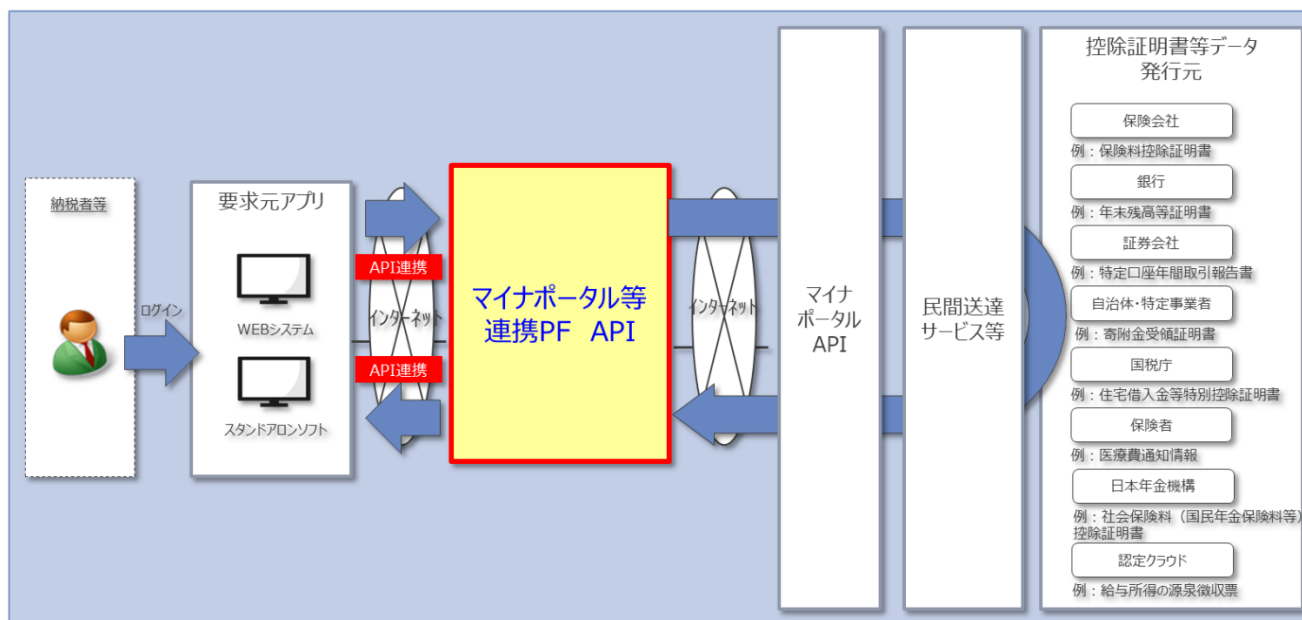 納税者等
ログイン
要求元アプリ
WEBシステム
スタンドアロンソフト
API連携
インターネット
API連携
マイナポータル等
連携PF API
インターネット
マイナ
ポータル
API
民間送達
サービス等
控除証明書等データ
発行元
保険会社
例：保険料控除証明書
銀行
例：年末残高等証明書
証券会社
例：特定口座年間取引報告書
自治体・特定事業者
例：寄附金受領証明書
国税庁
例：住宅借入金等特別控除証明書
保険者
例：医療費通知情報
日本年金機構
例：社会保険料（国民年金保険料等）
控除証明書
認定クラウド
例：給与所得の源泉徴収票